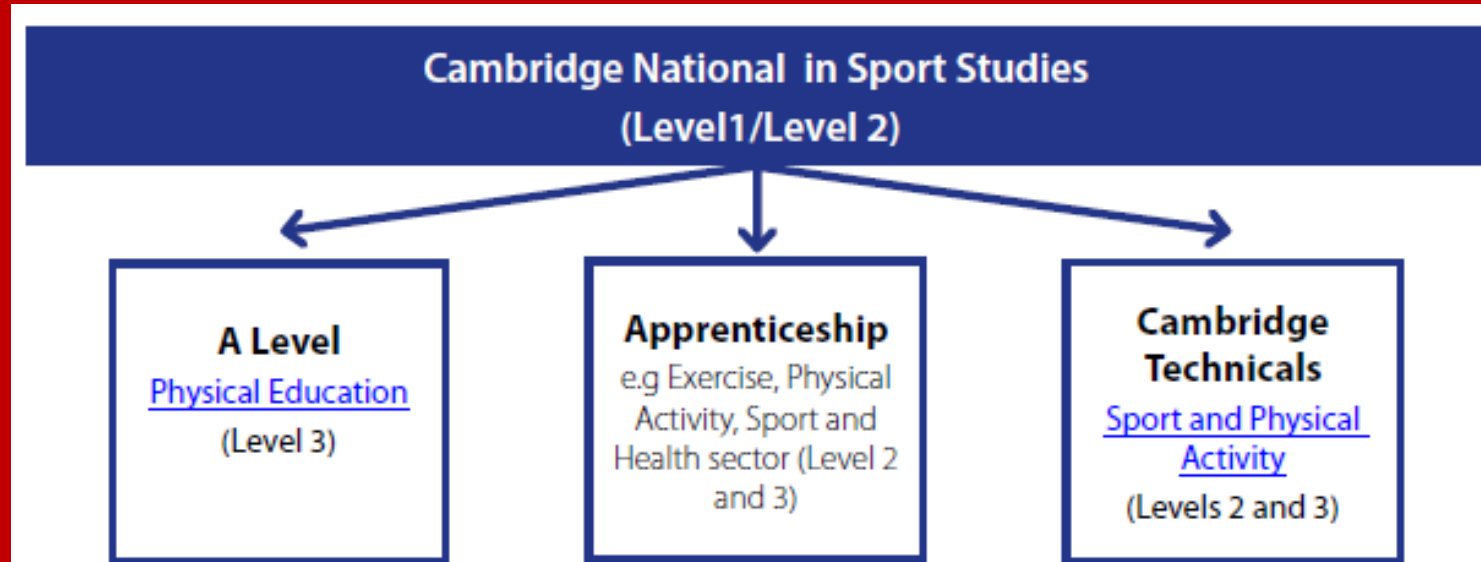 Cambridge National in Sport Studies
(Level1/Level 2)
A Level
Physical Education
(Level 3)
Apprenticeship
e.g Exercise, Physical
Activity, Sport and
Health sector (Level 2
and 3)
Cambridge
Technicals
Sport and Physical
Activity
(Levels 2 and 3)